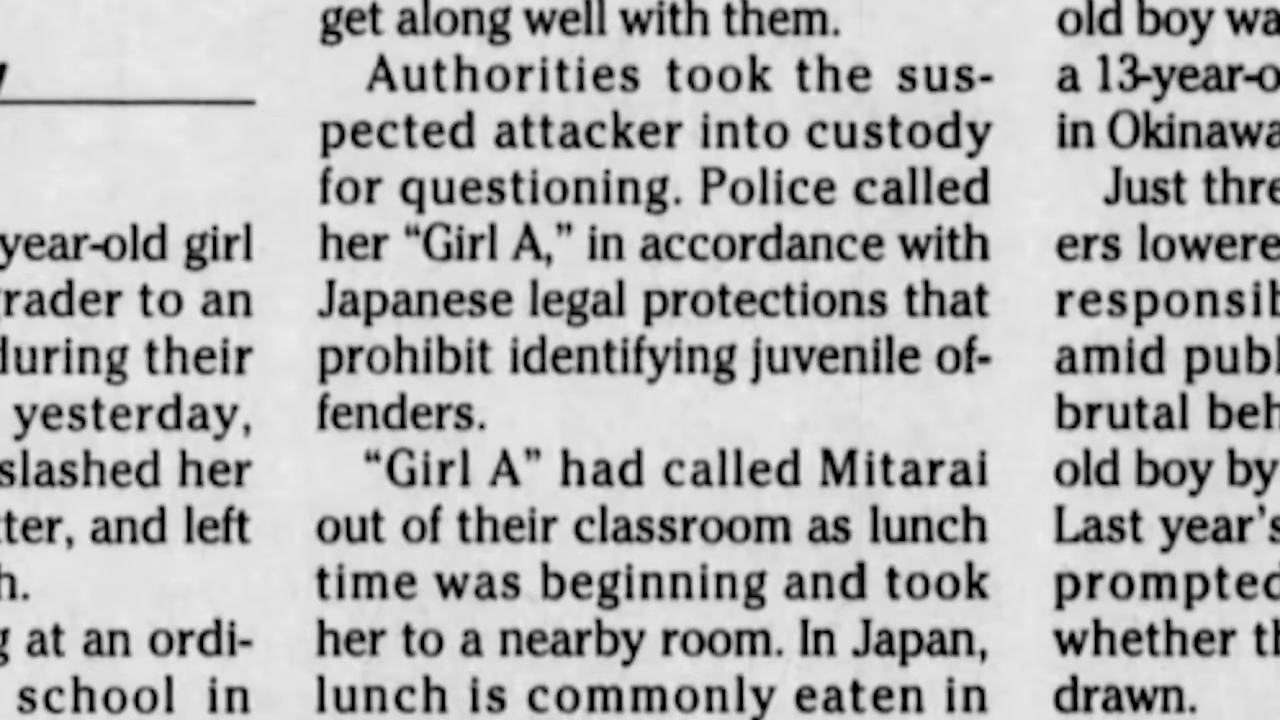 year-old girl
grader to an
during their
yesterday,
slashed her
and left
at an ordi-
school in
get along well with them.
Authorities took the sus-
pected attacker into custody
for questioning. Police called
her “Girl A,” in accordance with
Japanese legal protections that
prohibit identifying juvenile of-
fenders.
“Girl A” had called Mitarai
out of their classroom as lunch
time was beginning and took
her to a nearby room. In Japan,
lunch is commonly eaten in
old boy
a 13-year-o
in Okinawa
Just
ers
amid
brutal
old boy by
Last year’s
prompted
whether
drawn.